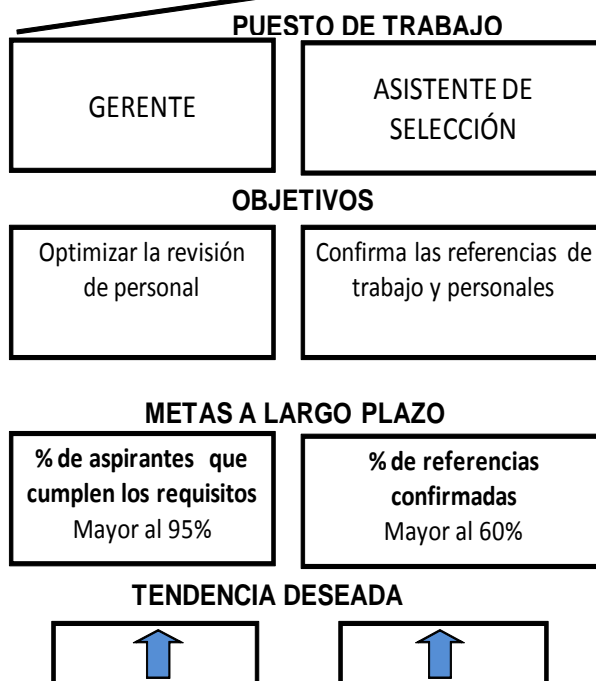 PUESTO DE TRABAJO
GERENTE
ASISTENTE DE
SELECCIÓN
OBJETIVOS
Optimizar la revisión
de personal
Confirma las referencias de
trabajo y personales
METAS A LARGO PLAZO
% de aspirantes que
cumplen los requisitos
Mayor al 95%
% de referencias
confirmadas
Mayor al 60%
TENDENCIA DESEADA